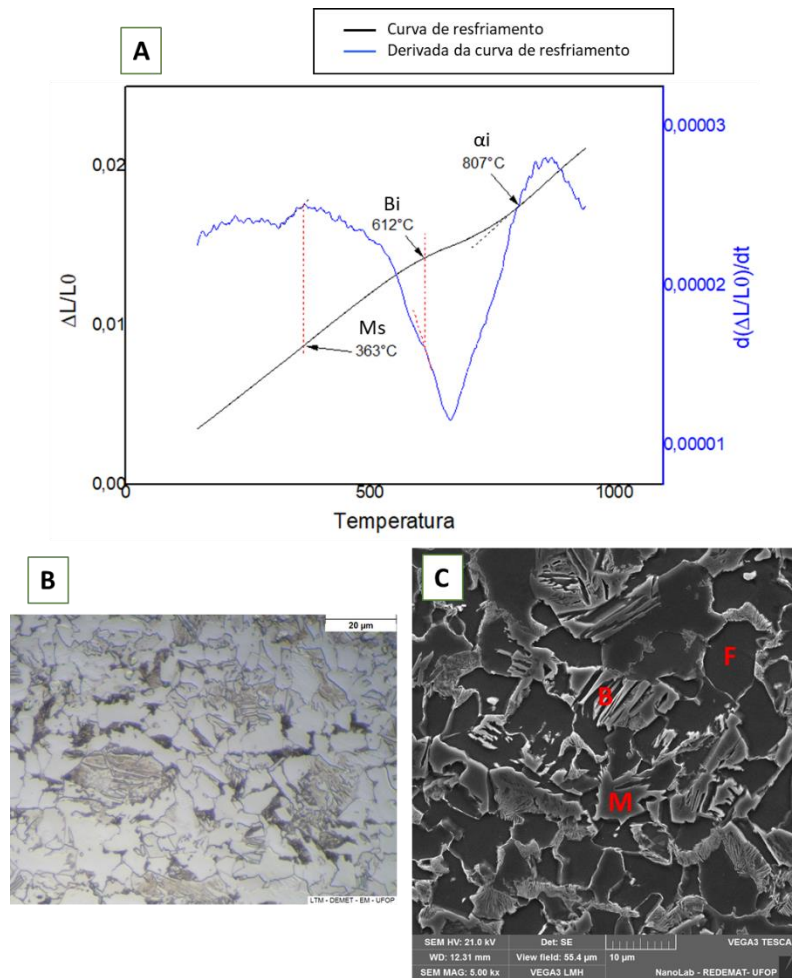 Curva de resfriamento
Derivada da curva de resfriamento
A
0,00003
0,02
αi
807°C
Bi
612°C
0,00002
ΔL/L0
d(ΔL/L0)/dt
0,01
Ms
363°C
0,00001
0,00
0
500
1000
Temperatura
B
20 µm
LTM - DEMET - EM - UFOP
C
F
B
M
SEM HV: 21.0 kV
Det: SE
VEGA3 TESCA
WD: 12.31 mm
View field: 55.4 µm
10 µm
SEM MAG: 5.00 kx
VEGA3 LMH
NanoLab - REDEMAT- UFOP